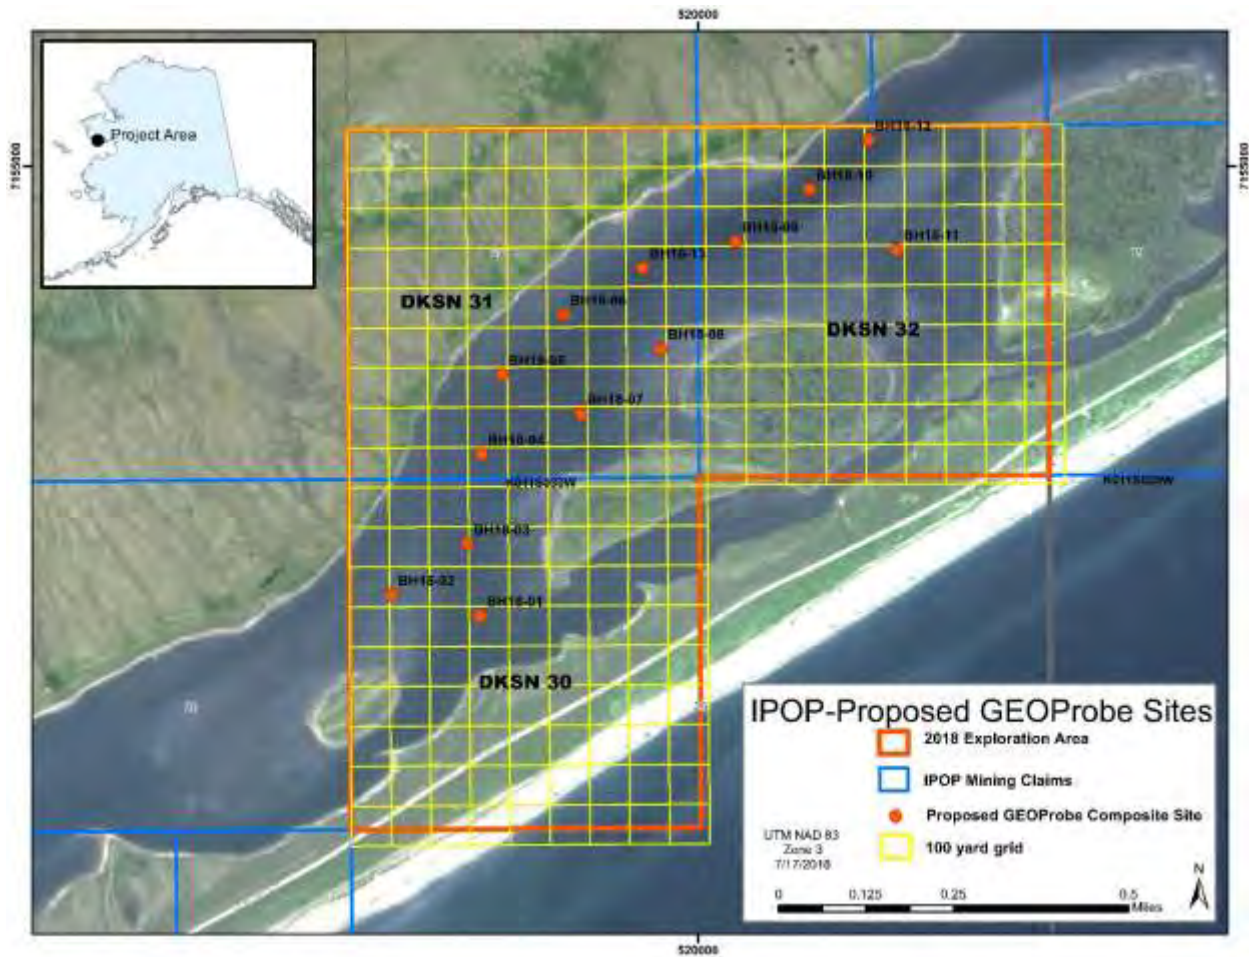 520000
Project Area
7155000
7155000
BH18-12
BH18-10
BH18-09
BH18-11
BH18-13
DKSN 31
BH18-06
DKSN 32
BH18-08
BH18-05
BH18-07
BH18-04
BH18-03
BH18-02
BH18-01
DKSN 30
IPOP-Proposed GEOProbe Sites
2018 Exploration Area
IPOP Mining Claims
Proposed GEOProbe Composite Site
100 yard grid
UTM NAD 83
Zone 3
7/17/2018
N
0 0.125 0.25 0.5
Miles
520000